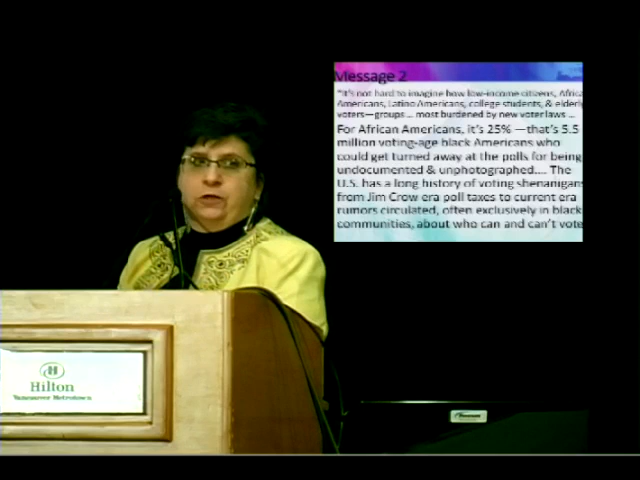 Message 2
"It's not hard to imagine how low-income citizens, Africa
Americans, Latino Americans, college students, & elderly
voters—groups ... most burdened by new voter laws ...
For African Americans, it's 25% —that's 5.5
million voting-age black Americans who
could get turned away at the polls for being
undocumented & unphotographed.... The
U.S. has a long history of voting shenanigans
from Jim Crow era poll taxes to current era
rumors circulated, often exclusively in black
communities, about who can and can't vote
H
Hilton
Vancouver Metrotown